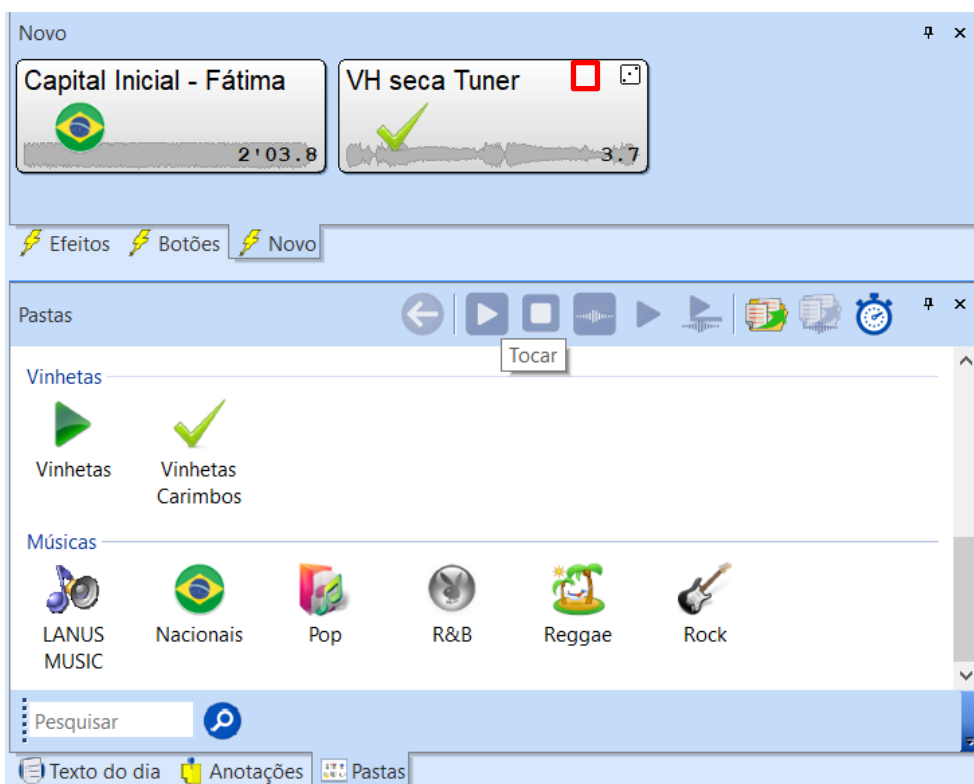 Novo
Capital Inicial - Fátima
2'03.8
VH seca Tuner
3.7
Efeitos
Botões
Novo
Pastas
Tocar
Vinhetas
Vinhetas
Vinhetas
Carimbos
Músicas
LANUS
MUSIC
Nacionais
Pop
R&B
Reggae
Rock
Pesquisar
Texto do dia
Anotações
Pastas